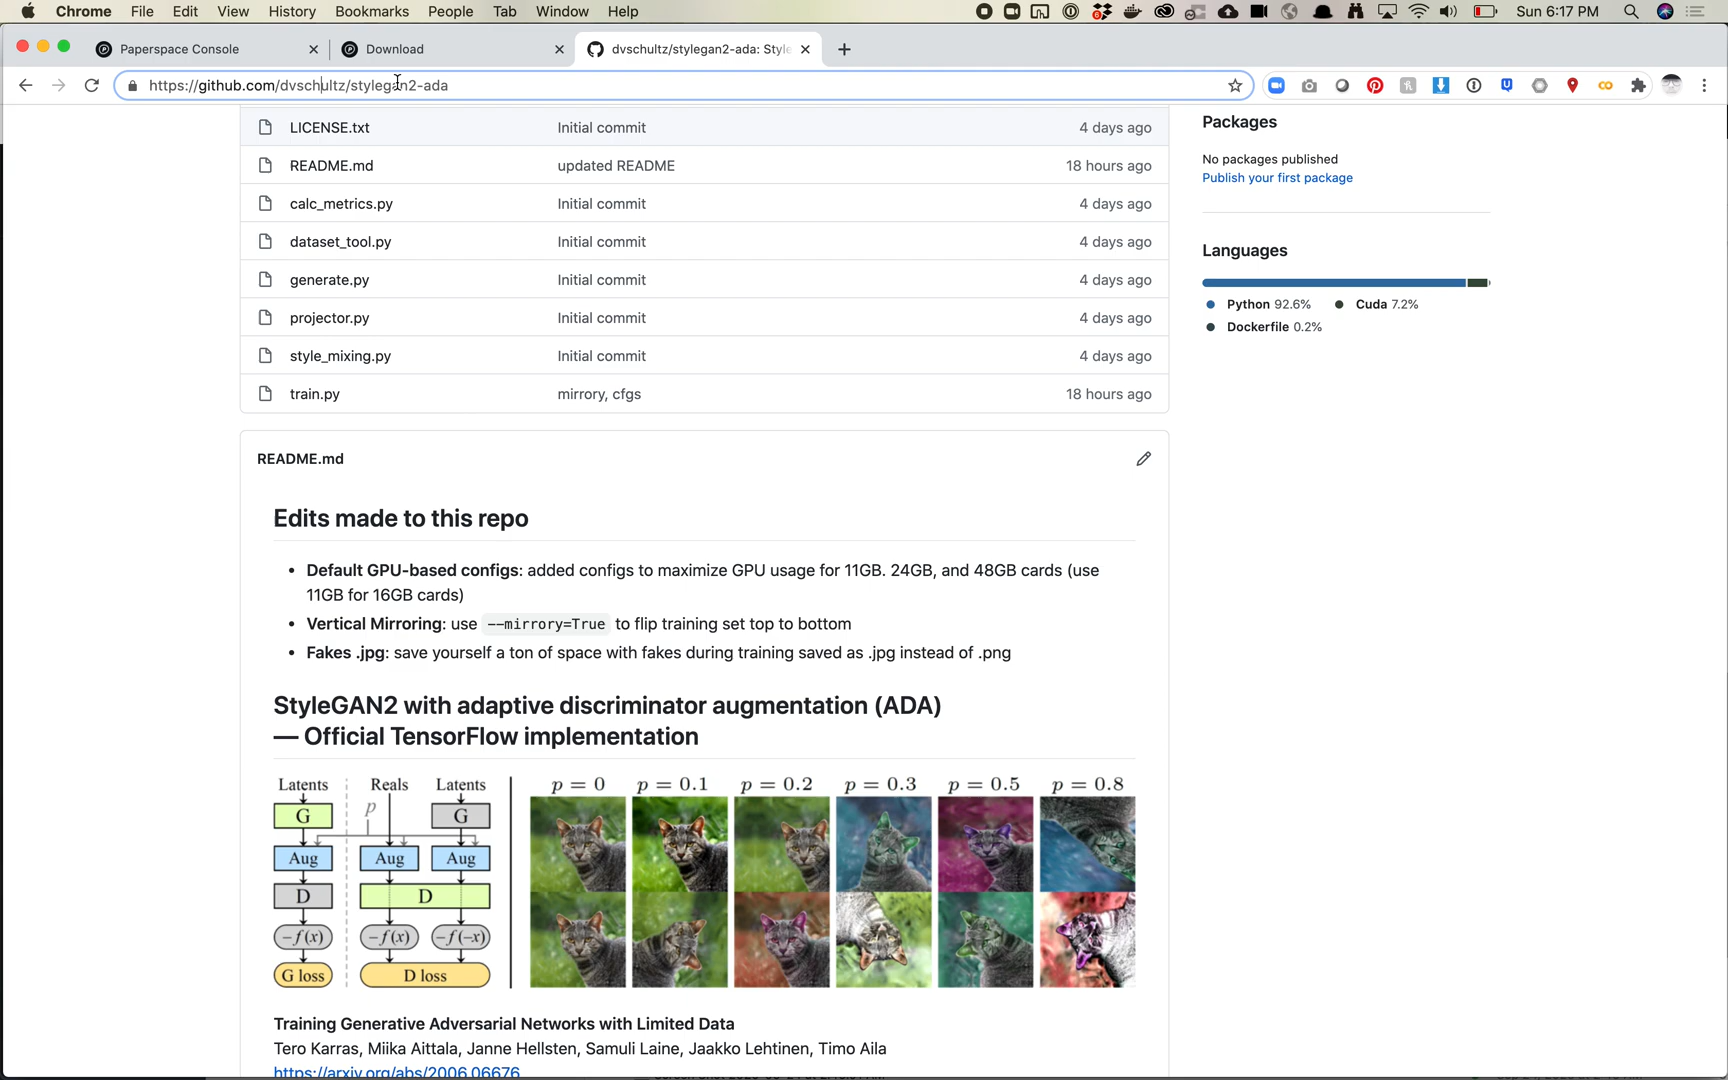 Chrome File Edit View History Bookmarks People Tab Window Help Sun 6:17 PM
Paperspace Console
Download
dvschultz/stylegan2-ada: Style
https://github.com/dvschultz/stylegan2-ada
LICENSE.txt Initial commit 4 days ago
README.md updated README 18 hours ago
calc_metrics.py Initial commit 4 days ago
dataset_tool.py Initial commit 4 days ago
generate.py Initial commit 4 days ago
projector.py Initial commit 4 days ago
style_mixing.py Initial commit 4 days ago
train.py mirrory, cfgs 18 hours ago
Packages
No packages published
Publish your first package
Languages
Python 92.6% Cuda 7.2%
Dockerfile 0.2%
README.md
Edits made to this repo
• Default GPU-based configs: added configs to maximize GPU usage for 11GB. 24GB, and 48GB cards (use
11GB for 16GB cards)
• Vertical Mirroring: use --mirrory=True to flip training set top to bottom
• Fakes .jpg: save yourself a ton of space with fakes during training saved as .jpg instead of .png
StyleGAN2 with adaptive discriminator augmentation (ADA)
— Official TensorFlow implementation
Latents Reals Latents
p
G G
Aug Aug Aug
D D
−f(x) −f(x) −f(−x)
G loss D loss
p = 0 p = 0.1 p = 0.2 p = 0.3 p = 0.5 p = 0.8
Training Generative Adversarial Networks with Limited Data
Tero Karras, Miika Aittala, Janne Hellsten, Samuli Laine, Jaakko Lehtinen, Timo Aila
https://arxiv.org/abs/2006.06676